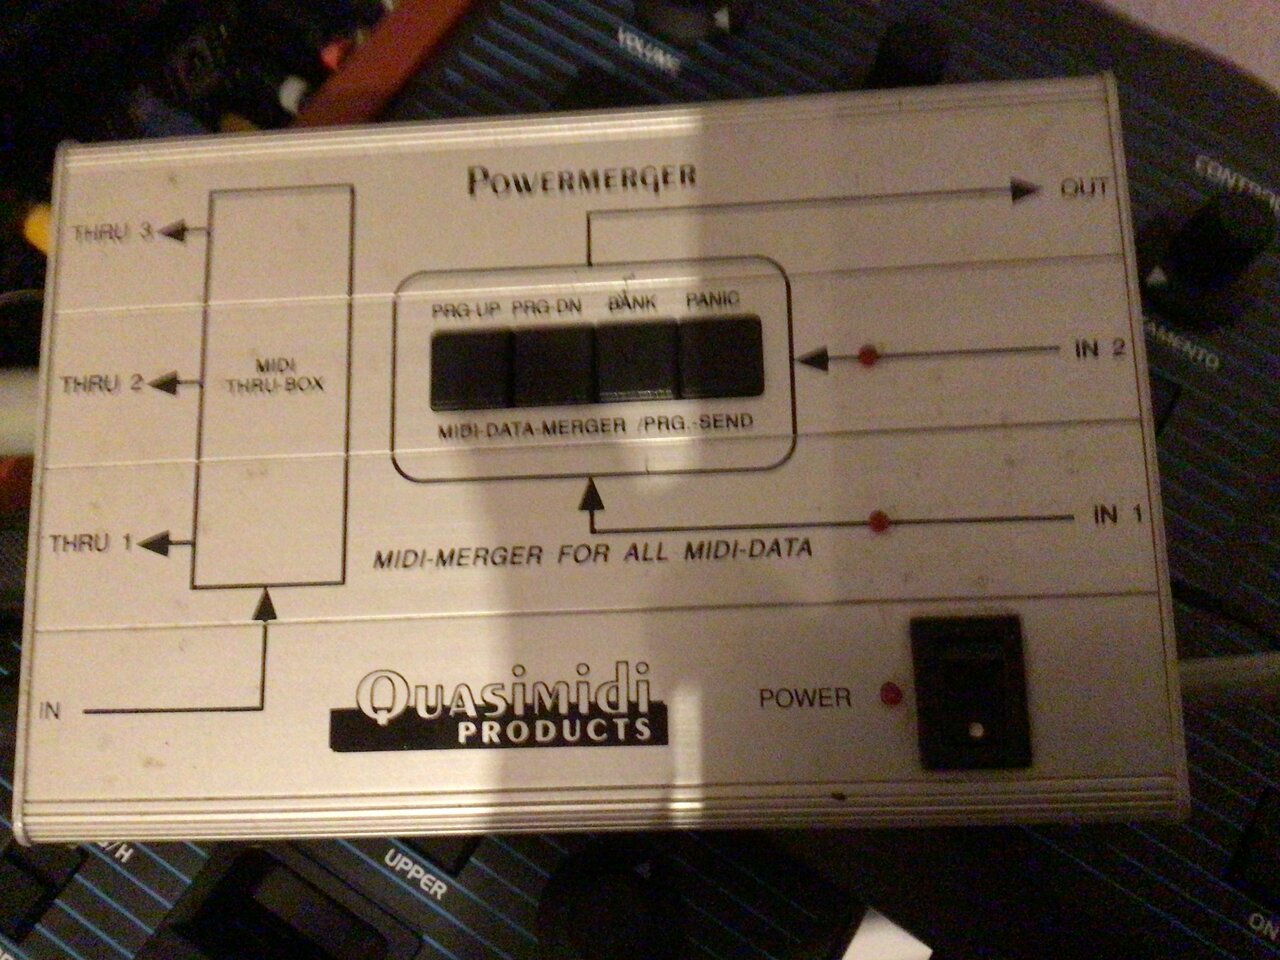 VOLUME
POWERMERGER
OUT
THRU 3
PRG-UP PRG-DN BANK PANIC
IN 2
MIDI
THRU-BOX
THRU 2
MIDI-DATA-MERGER /PRG.-SEND
IN 1
THRU 1
MIDI-MERGER FOR ALL MIDI-DATA
IN
QUASIMIDI
PRODUCTS
POWER
UPPER
ON